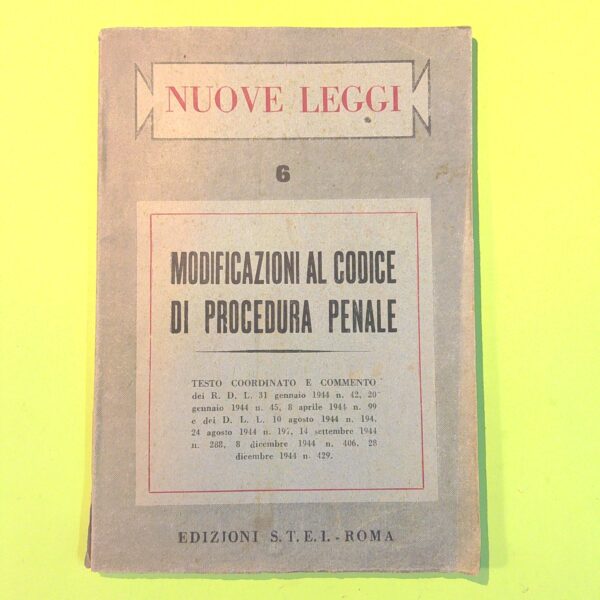 NUOVE LEGGI
6
MODIFICAZIONI AL CODICE
DI PROCEDURA PENALE
TESTO COORDINATO E COMMENTO
dei R. D. L. 31 gennaio 1944 n. 42, 20
gennaio 1944 n. 45, 8 aprile 1944 n. 99
e dei D. L. L. 10 agosto 1944 n. 194,
24 agosto 1944 n. 197, 14 settembre 1944
n. 288, 8 dicembre 1944 n. 406, 28
dicembre 1944 n. 429.
EDIZIONI S.T.E.I. - ROMA